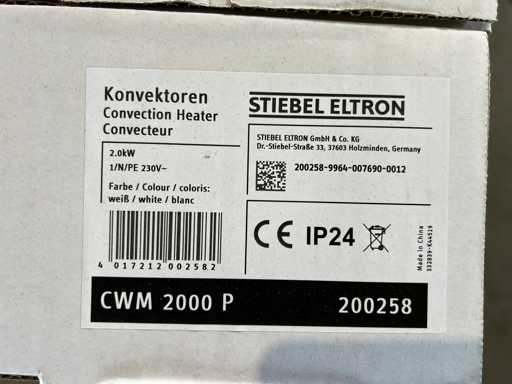 Konvektoren
Convection Heater
Convecteur
2.0kW
1/N/PE 230V~
Farbe / Colour / coloris:
weiß / white / blanc
4 017212 002582
STIEBEL ELTRON
STIEBEL ELTRON GmbH & Co. KG
Dr.-Stiebel-Straße 33, 37603 Holzminden, Germany
200258-9964-007690-0012
CE IP24
Made in China
332839-K44519
CWM 2000 P 200258